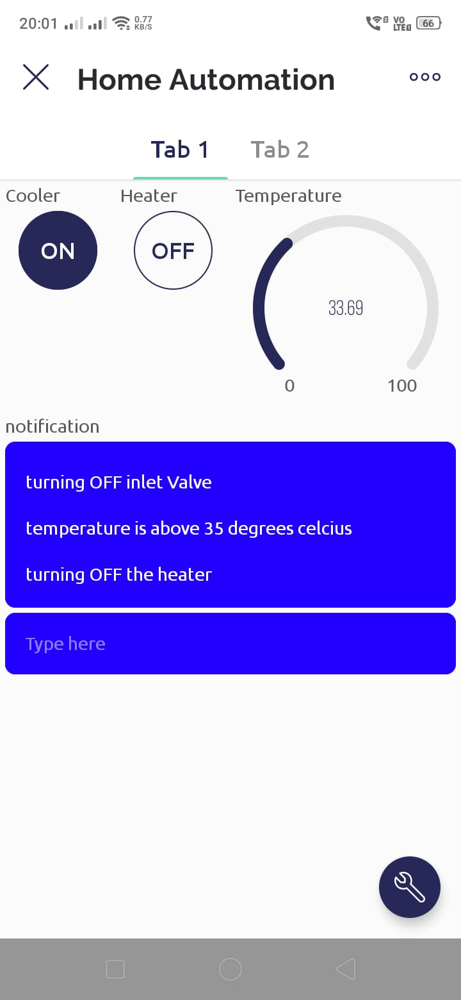 20:01 0.77 KB/S VO LTE 66
Home Automation
Tab 1 Tab 2
Cooler Heater Temperature
ON OFF
33.69
0 100
notification
turning OFF inlet Valve
temperature is above 35 degrees celcius
turning OFF the heater
Type here